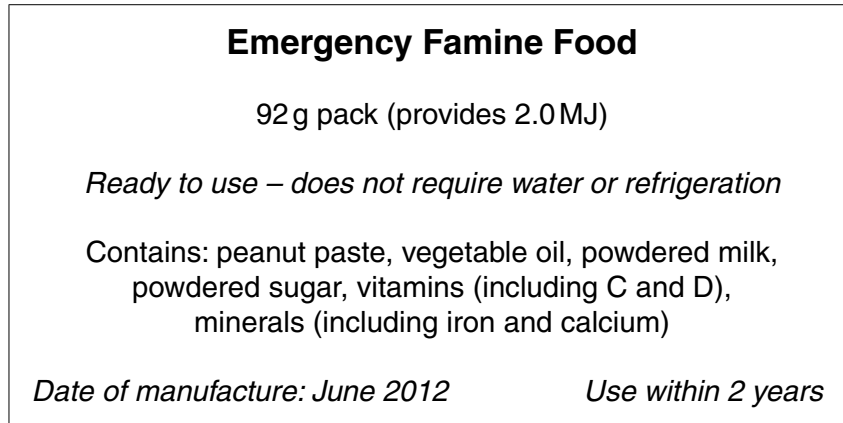 Emergency Famine Food
92 g pack (provides 2.0 MJ)
Ready to use – does not require water or refrigeration
Contains: peanut paste, vegetable oil, powdered milk,
powdered sugar, vitamins (including C and D),
minerals (including iron and calcium)
Date of manufacture: June 2012 Use within 2 years